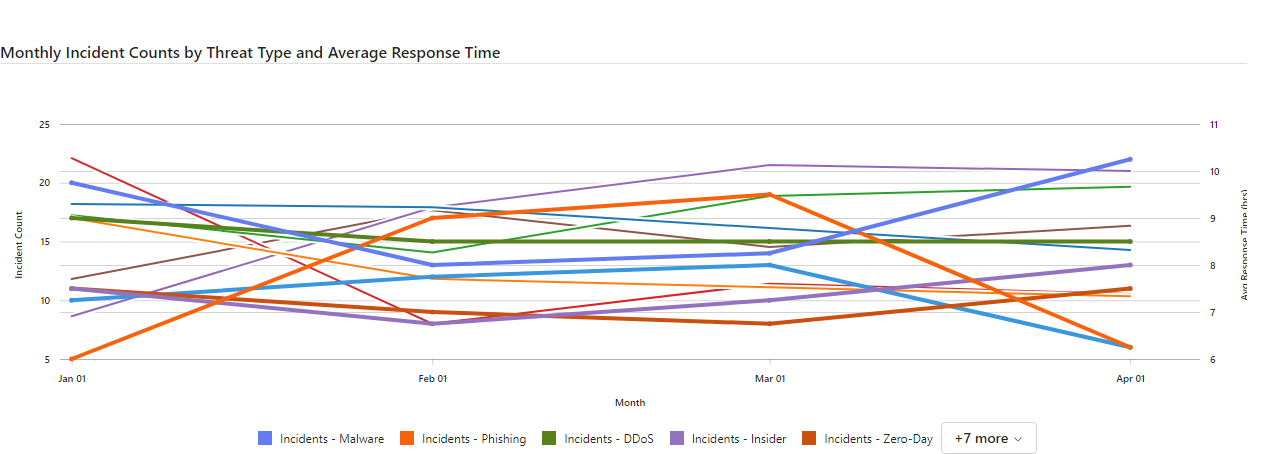 Monthly Incident Counts by Threat Type and Average Response Time
Incident Count
25
20
15
10
5
11
10
9
8
7
6
Avg Response Time (hrs)
Jan 01 Feb 01 Mar 01 Apr 01
Month
Incidents - Malware Incidents - Phishing Incidents - DDoS Incidents - Insider Incidents - Zero-Day +7 more